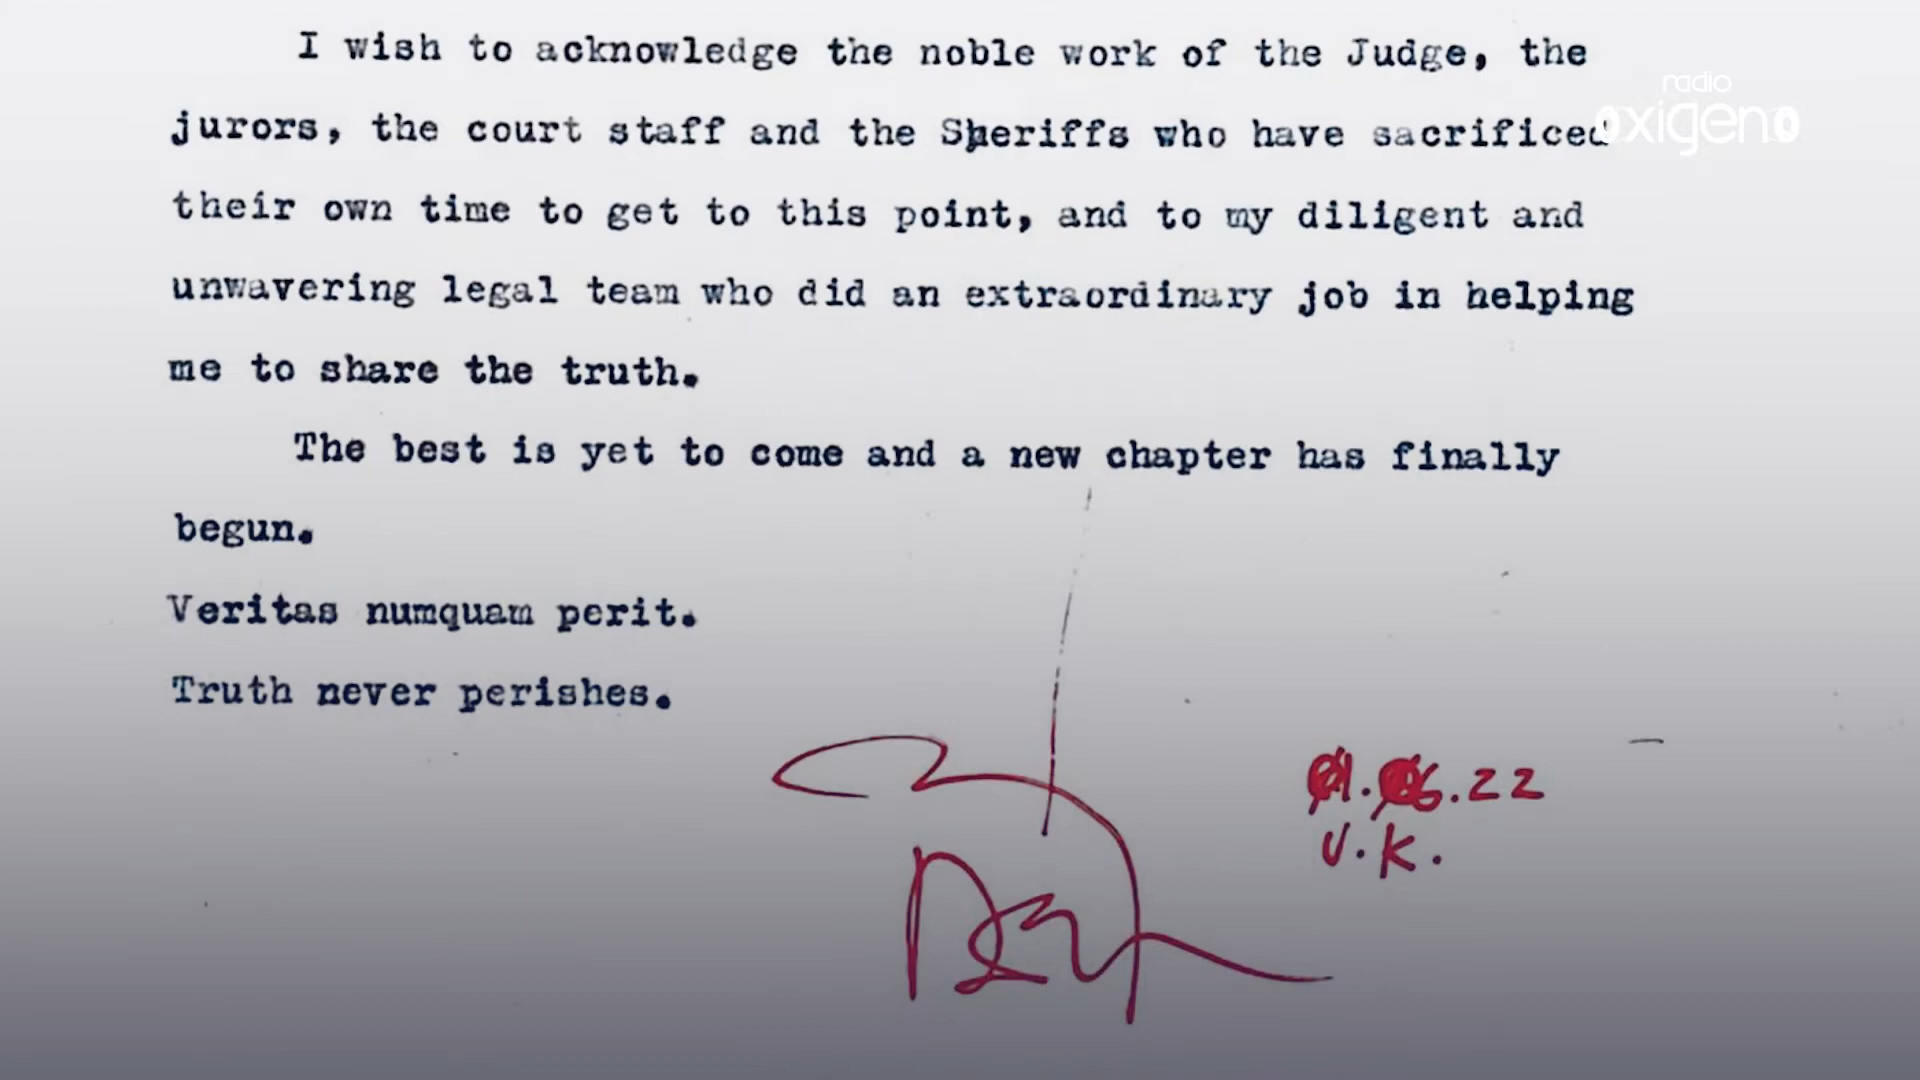 I wish to acknowledge the noble work of the Judge, the
radio
oxigeno
jurors, the court staff and the Sheriffs who have sacrificed
their own time to get to this point, and to my diligent and
unwavering legal team who did an extraordinary job in helping
me to share the truth.
The best is yet to come and a new chapter has finally
begun.
Veritas numquam perit.
Truth never perishes.
01.06.22
U.K.